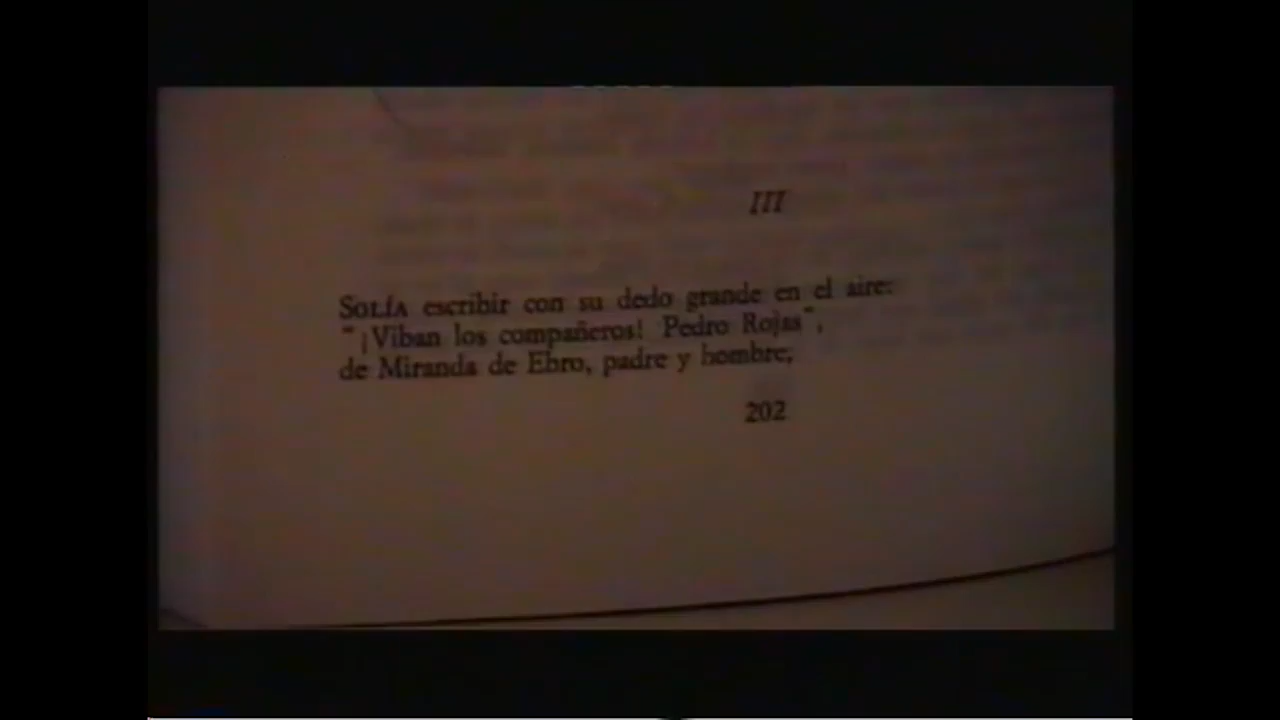 III
SOLÍA escribir con su dedo grande en el aire:
"¡Viban los compañeros! Pedro Rojas",
de Miranda de Ebro, padre y hombre,
202